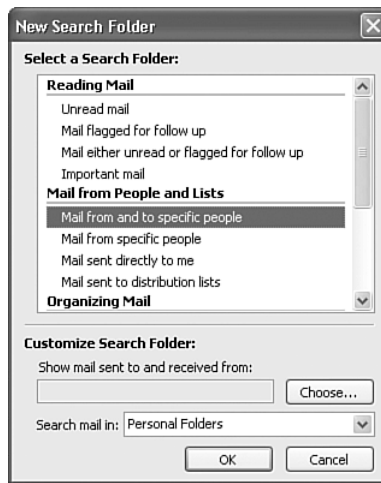 New Search Folder
Select a Search Folder:
Reading Mail
Unread mail
Mail flagged for follow up
Mail either unread or flagged for follow up
Important mail
Mail from People and Lists
Mail from and to specific people
Mail from specific people
Mail sent directly to me
Mail sent to distribution lists
Organizing Mail
Customize Search Folder:
Show mail sent to and received from:
Choose...
Search mail in: Personal Folders
OK Cancel